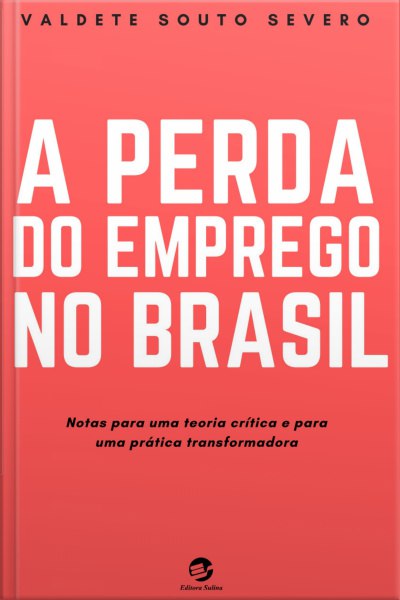 VALDETE SOUTO SEVERO
A PERDA
DO EMPREGO
NO BRASIL
Notas para uma teoria crítica e para
uma prática transformadora
Editora Sulina